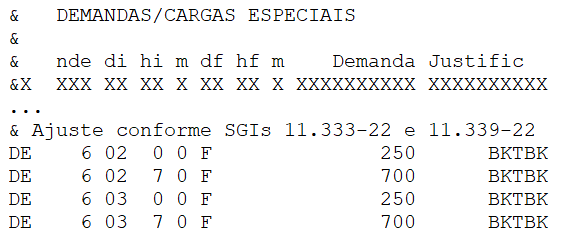 &   DEMANDAS/CARGAS ESPECIAIS
&
&   nde di hi m df hf m    Demanda Justific
&X  XXX XX XX X XX XX X XXXXXXXXXX XXXXXXXXXX
...
& Ajuste conforme SGIs 11.333-22 e 11.339-22
DE    6 02  0 0 F              250      BKTBK
DE    6 02  7 0 F              700      BKTBK
DE    6 03  0 0 F              250      BKTBK
DE    6 03  7 0 F              700      BKTBK